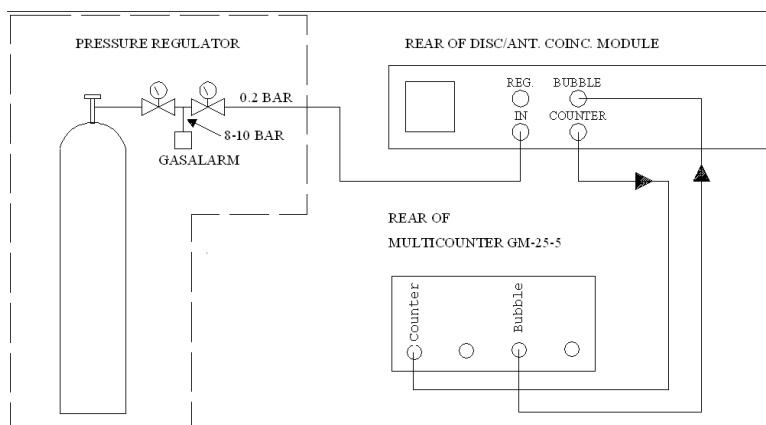 PRESSURE REGULATOR
REAR OF DISC/ANT. COINC. MODULE
0.2 BAR
8-10 BAR
GASALARM
REG. BUBBLE
IN COUNTER
REAR OF
MULTICOUNTER GM-25-5
Counter
Bubble